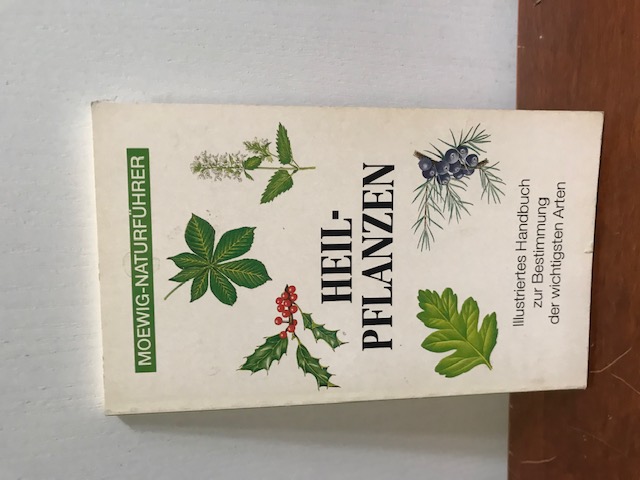 MOEWIG-NATURFÜHRER
HEIL-
PFLANZEN
Illustriertes Handbuch
zur Bestimmung
der wichtigsten Arten